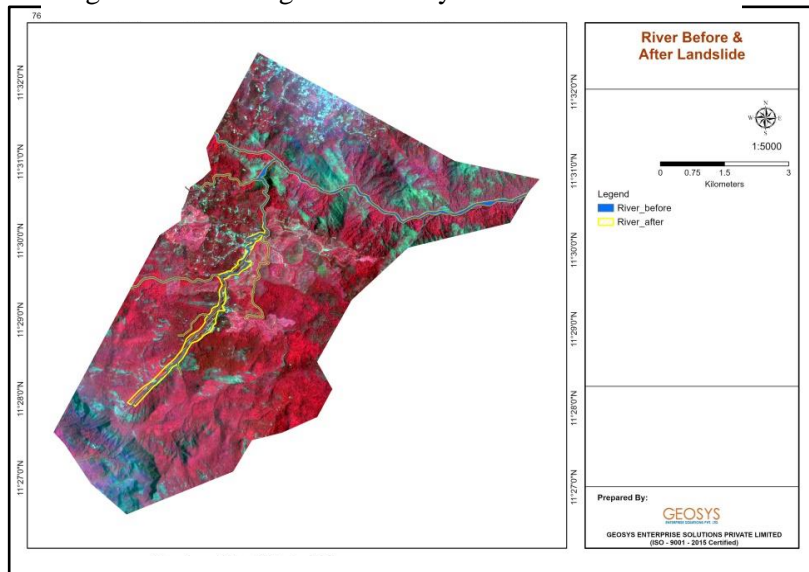 76
River Before &
After Landslide
N
W E
S
1:5000
0 0.75 1.5 3
Kilometers
Legend
River_before
River_after
11°32'0"N
11°31'0"N
11°30'0"N
11°29'0"N
11°28'0"N
11°27'0"N
11°32'0"N
11°31'0"N
11°30'0"N
11°29'0"N
11°28'0"N
11°27'0"N
Prepared By:
GEOSYS
GEOSYS ENTERPRISE SOLUTIONS PRIVATE LIMITED
(ISO - 9001 - 2015 Certified)